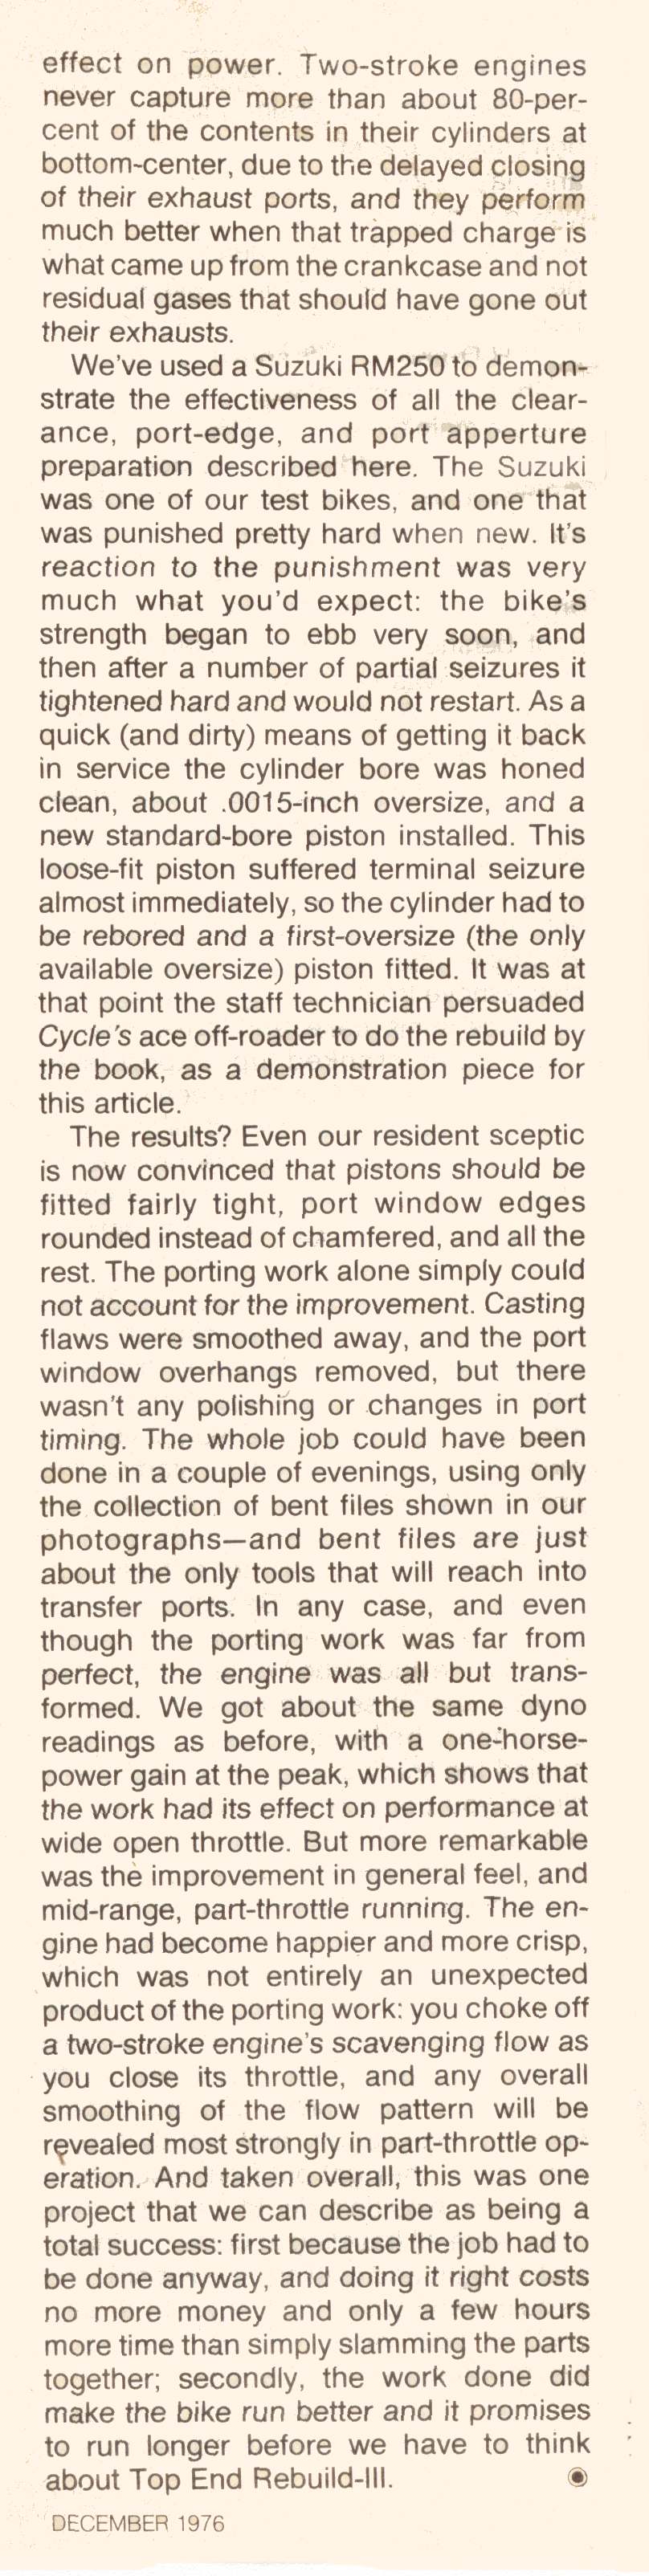 effect on power. Two-stroke engines
never capture more than about 80-per-
cent of the contents in their cylinders at
bottom-center, due to the delayed closing
of their exhaust ports, and they perform
much better when that trapped charge is
what came up from the crankcase and not
residual gases that should have gone out
their exhausts.
We've used a Suzuki RM250 to demon-
strate the effectiveness of all the clear-
ance, port-edge, and port apperture
preparation described here. The Suzuki
was one of our test bikes, and one that
was punished pretty hard when new. It's
reaction to the punishment was very
much what you'd expect: the bike's
strength began to ebb very soon, and
then after a number of partial seizures it
tightened hard and would not restart. As a
quick (and dirty) means of getting it back
in service the cylinder bore was honed
clean, about .0015-inch oversize, and a
new standard-bore piston installed. This
loose-fit piston suffered terminal seizure
almost immediately, so the cylinder had to
be rebored and a first-oversize (the only
available oversize) piston fitted. It was at
that point the staff technician persuaded
Cycle's ace off-roader to do the rebuild by
the book, as a demonstration piece for
this article.
The results? Even our resident sceptic
is now convinced that pistons should be
fitted fairly tight, port window edges
rounded instead of chamfered, and all the
rest. The porting work alone simply could
not account for the improvement. Casting
flaws were smoothed away, and the port
window overhangs removed, but there
wasn't any polishing or changes in port
timing. The whole job could have been
done in a couple of evenings, using only
the collection of bent files shown in our
photographs—and bent files are just
about the only tools that will reach into
transfer ports. In any case, and even
though the porting work was far from
perfect, the engine was all but trans-
formed. We got about the same dyno
readings as before, with a one-horse-
power gain at the peak, which shows that
the work had its effect on performance at
wide open throttle. But more remarkable
was the improvement in general feel, and
mid-range, part-throttle running. The en-
gine had become happier and more crisp,
which was not entirely an unexpected
product of the porting work: you choke off
a two-stroke engine's scavenging flow as
you close its throttle, and any overall
smoothing of the flow pattern will be
revealed most strongly in part-throttle op-
eration. And taken overall, this was one
project that we can describe as being a
total success: first because the job had to
be done anyway, and doing it right costs
no more money and only a few hours
more time than simply slamming the parts
together; secondly, the work done did
make the bike run better and it promises
to run longer before we have to think
about Top End Rebuild-III.
DECEMBER 1976